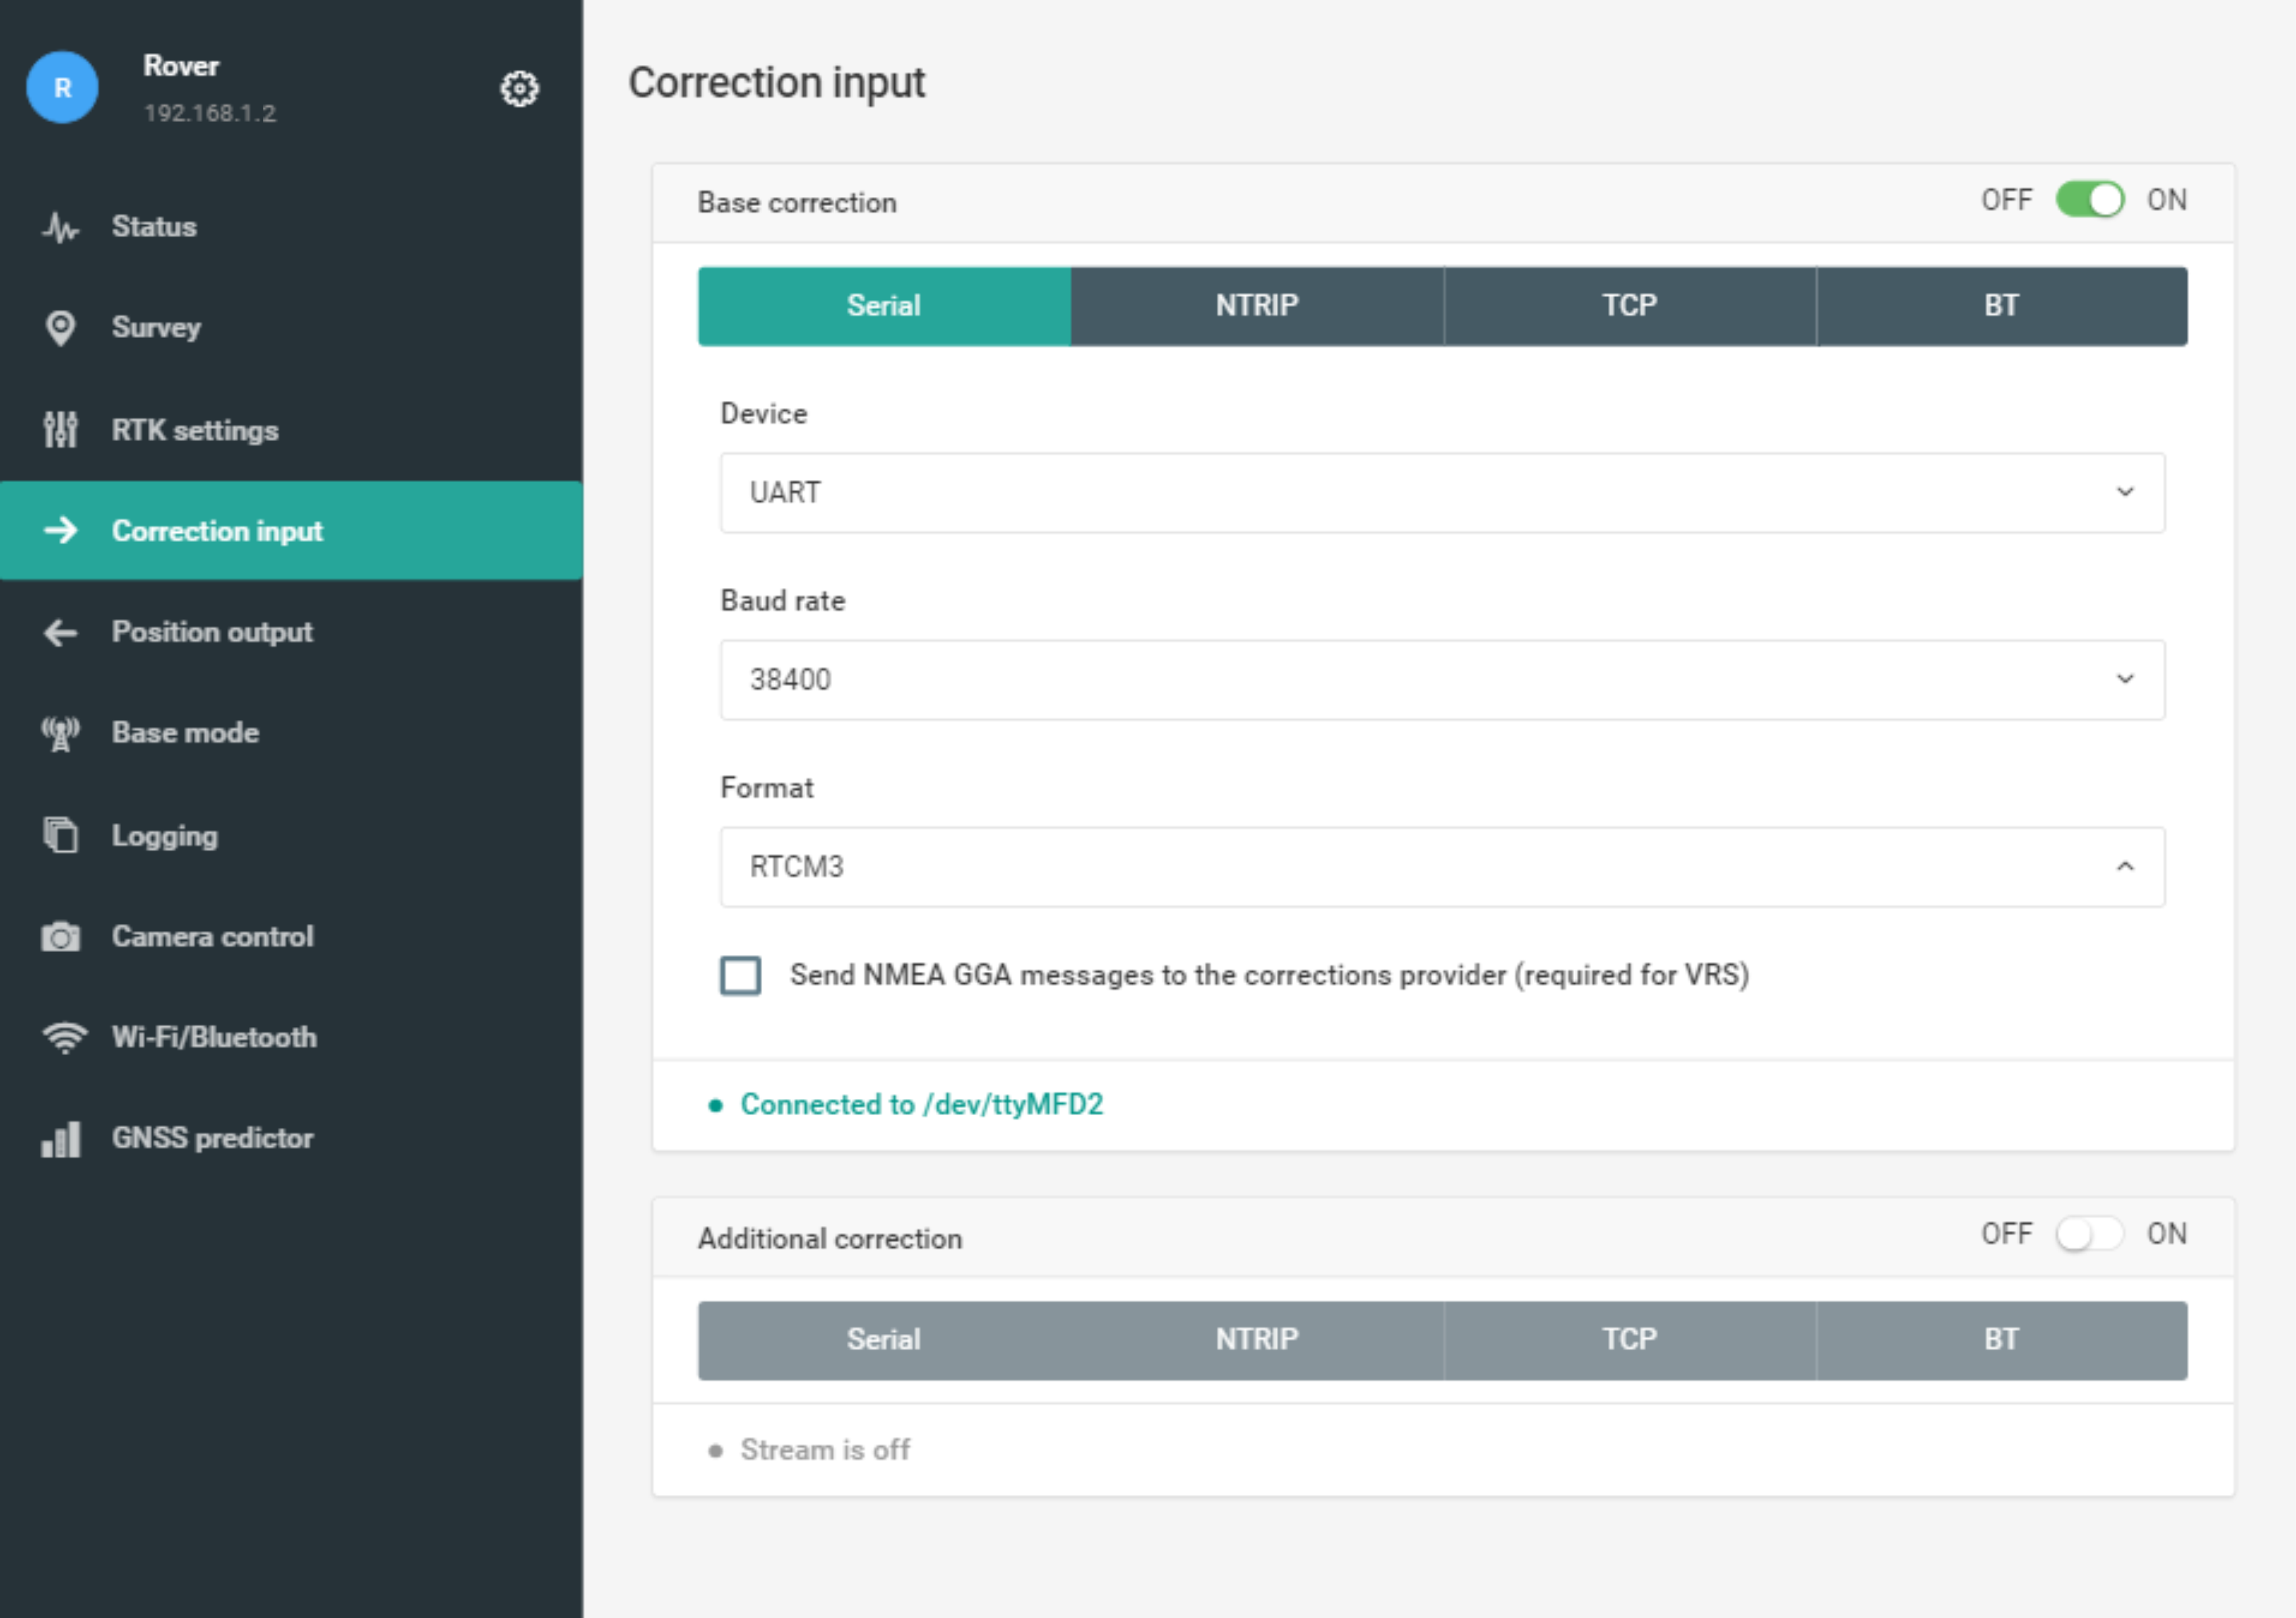 R
Rover
192.168.1.2
Status
Survey
RTK settings
Correction input
Position output
Base mode
Logging
Camera control
Wi-Fi/Bluetooth
GNSS predictor
Correction input
Base correction OFF ON
Serial NTRIP TCP BT
Device
UART
Baud rate
38400
Format
RTCM3
Send NMEA GGA messages to the corrections provider (required for VRS)
Connected to /dev/ttyMFD2
Additional correction OFF ON
Serial NTRIP TCP BT
Stream is off